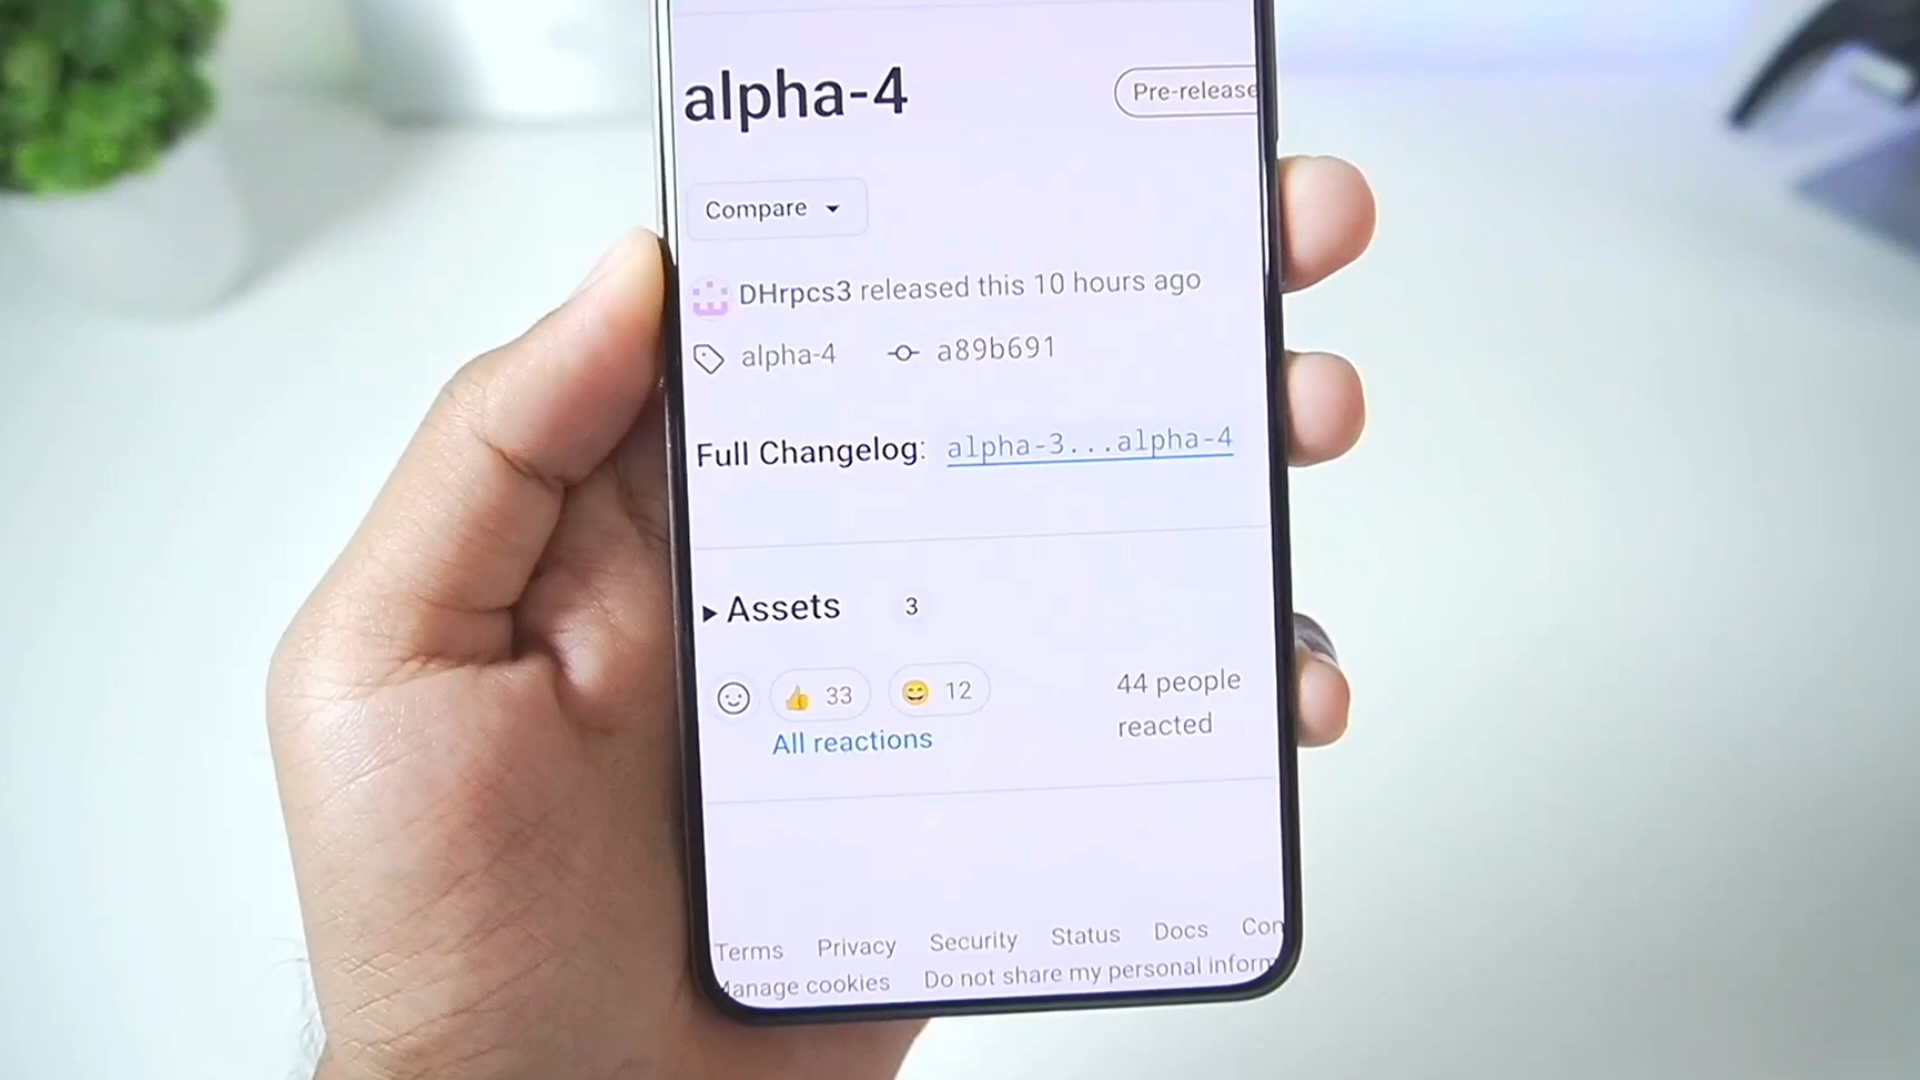 alpha-4
Pre-release
Compare
DHrpcs3 released this 10 hours ago
alpha-4 a89b691
Full Changelog: alpha-3...alpha-4
Assets 3
👍 33 😄 12 44 people
reacted
All reactions
Terms Privacy Security Status Docs Con
Manage cookies Do not share my personal inform